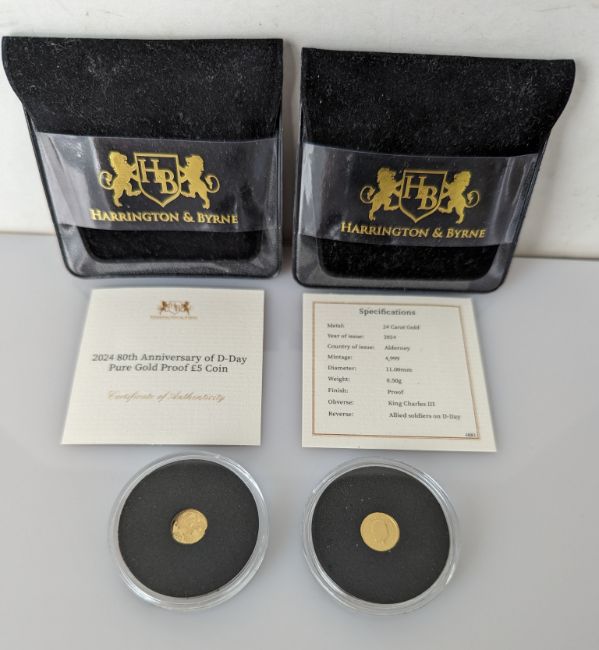 HB
HARRINGTON & BYRNE
HB
HARRINGTON & BYRNE
HARRINGTON & BYRNE
2024 80th Anniversary of D-Day
Pure Gold Proof £5 Coin
Certificate of Authenticity
Specifications
Metal: 24 Carat Gold
Year of issue: 2024
Country of issue: Alderney
Mintage: 4,999
Diameter: 11.00mm
Weight: 0.50g
Finish: Proof
Obverse: King Charles III
Reverse: Allied soldiers on D-Day